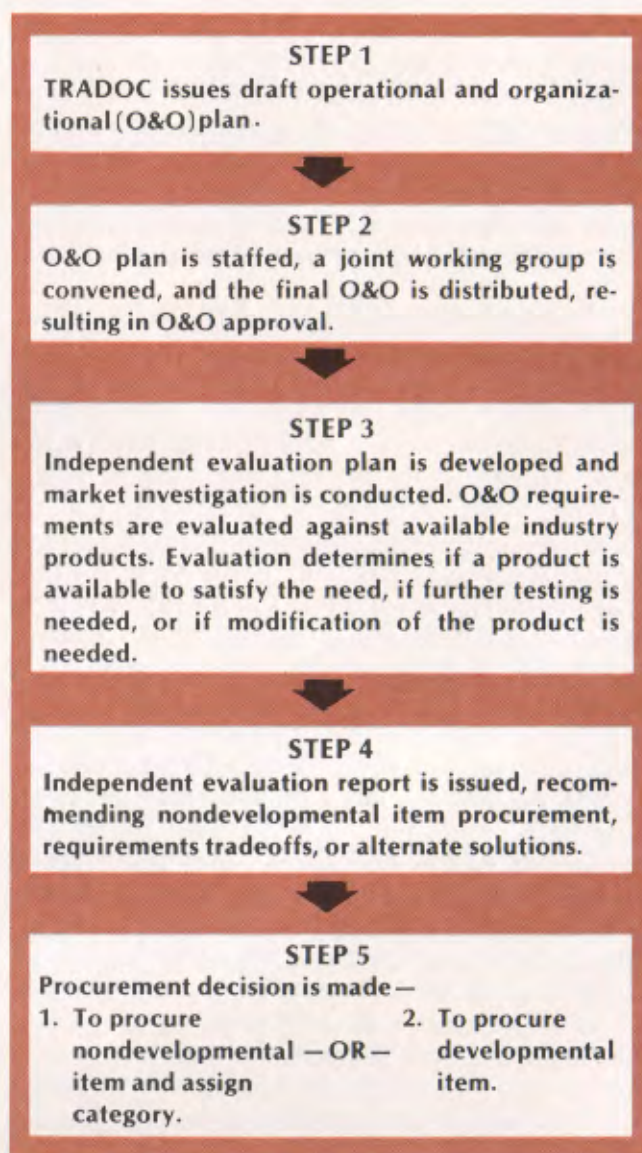 STEP 1
TRADOC issues draft operational and organiza-
tional (O&O) plan.
STEP 2
O&O plan is staffed, a joint working group is
convened, and the final O&O is distributed, re-
sulting in O&O approval.
STEP 3
Independent evaluation plan is developed and
market investigation is conducted. O&O require-
ments are evaluated against available industry
products. Evaluation determines if a product is
available to satisfy the need, if further testing is
needed, or if modification of the product is
needed.
STEP 4
Independent evaluation report is issued, recom-
mending nondevelopmental item procurement,
requirements tradeoffs, or alternate solutions.
STEP 5
Procurement decision is made—
1. To procure
nondevelopmental —OR—
item and assign
category.
2. To procure
developmental
item.